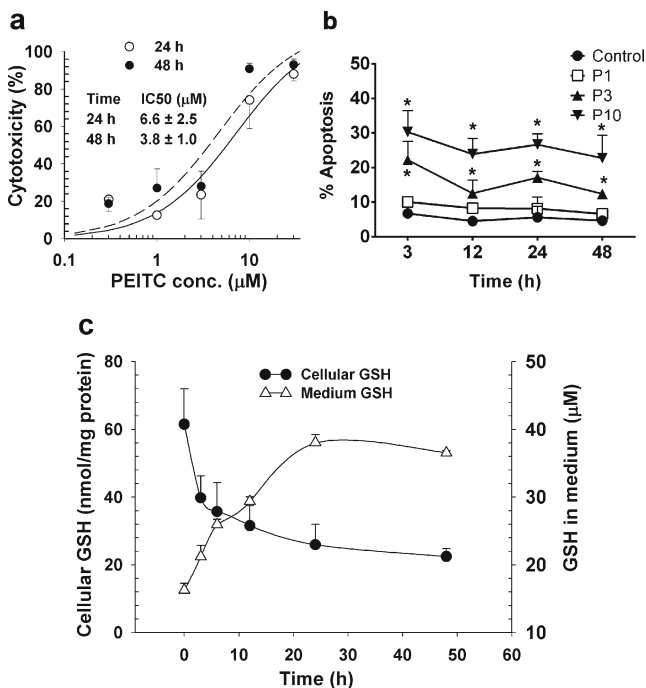 a
24 h
48 h
Time IC50 (μM)
24 h 6.6 ± 2.5
48 h 3.8 ± 1.0
Cytotoxicity (%)
100
80
60
40
20
0
0.1 1 10
PEITC conc. (μM)
b
Control
P1
P3
P10
% Apoptosis
50
40
30
20
10
0
* * * *
* * * *
3 12 24 48
Time (h)
c
Cellular GSH
Medium GSH
Cellular GSH (nmol/mg protein)
80
60
40
20
0
GSH in medium (μM)
50
40
30
20
10
0 10 20 30 40 50 60
Time (h)